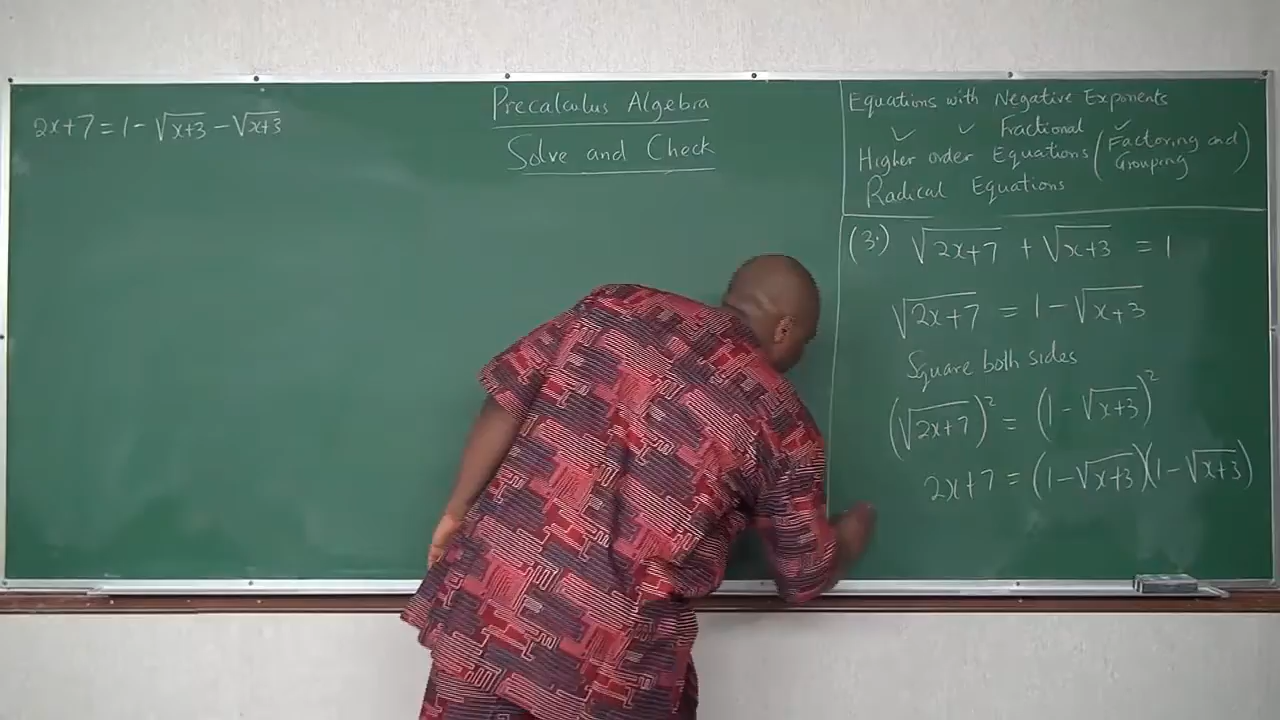 2x+7=1-√(x+3)-√(x+3)
Precalculus Algebra
Solve and Check
Equations with Negative Exponents
✓ ✓ Fractional
Higher order Equations (Factoring and Grouping) ✓
Radical Equations
(3.) √(2x+7) + √(x+3) = 1
√(2x+7) = 1-√(x+3)
Square both sides
(√(2x+7))² = (1-√(x+3))²
2x+7 = (1-√(x+3))(1-√(x+3))